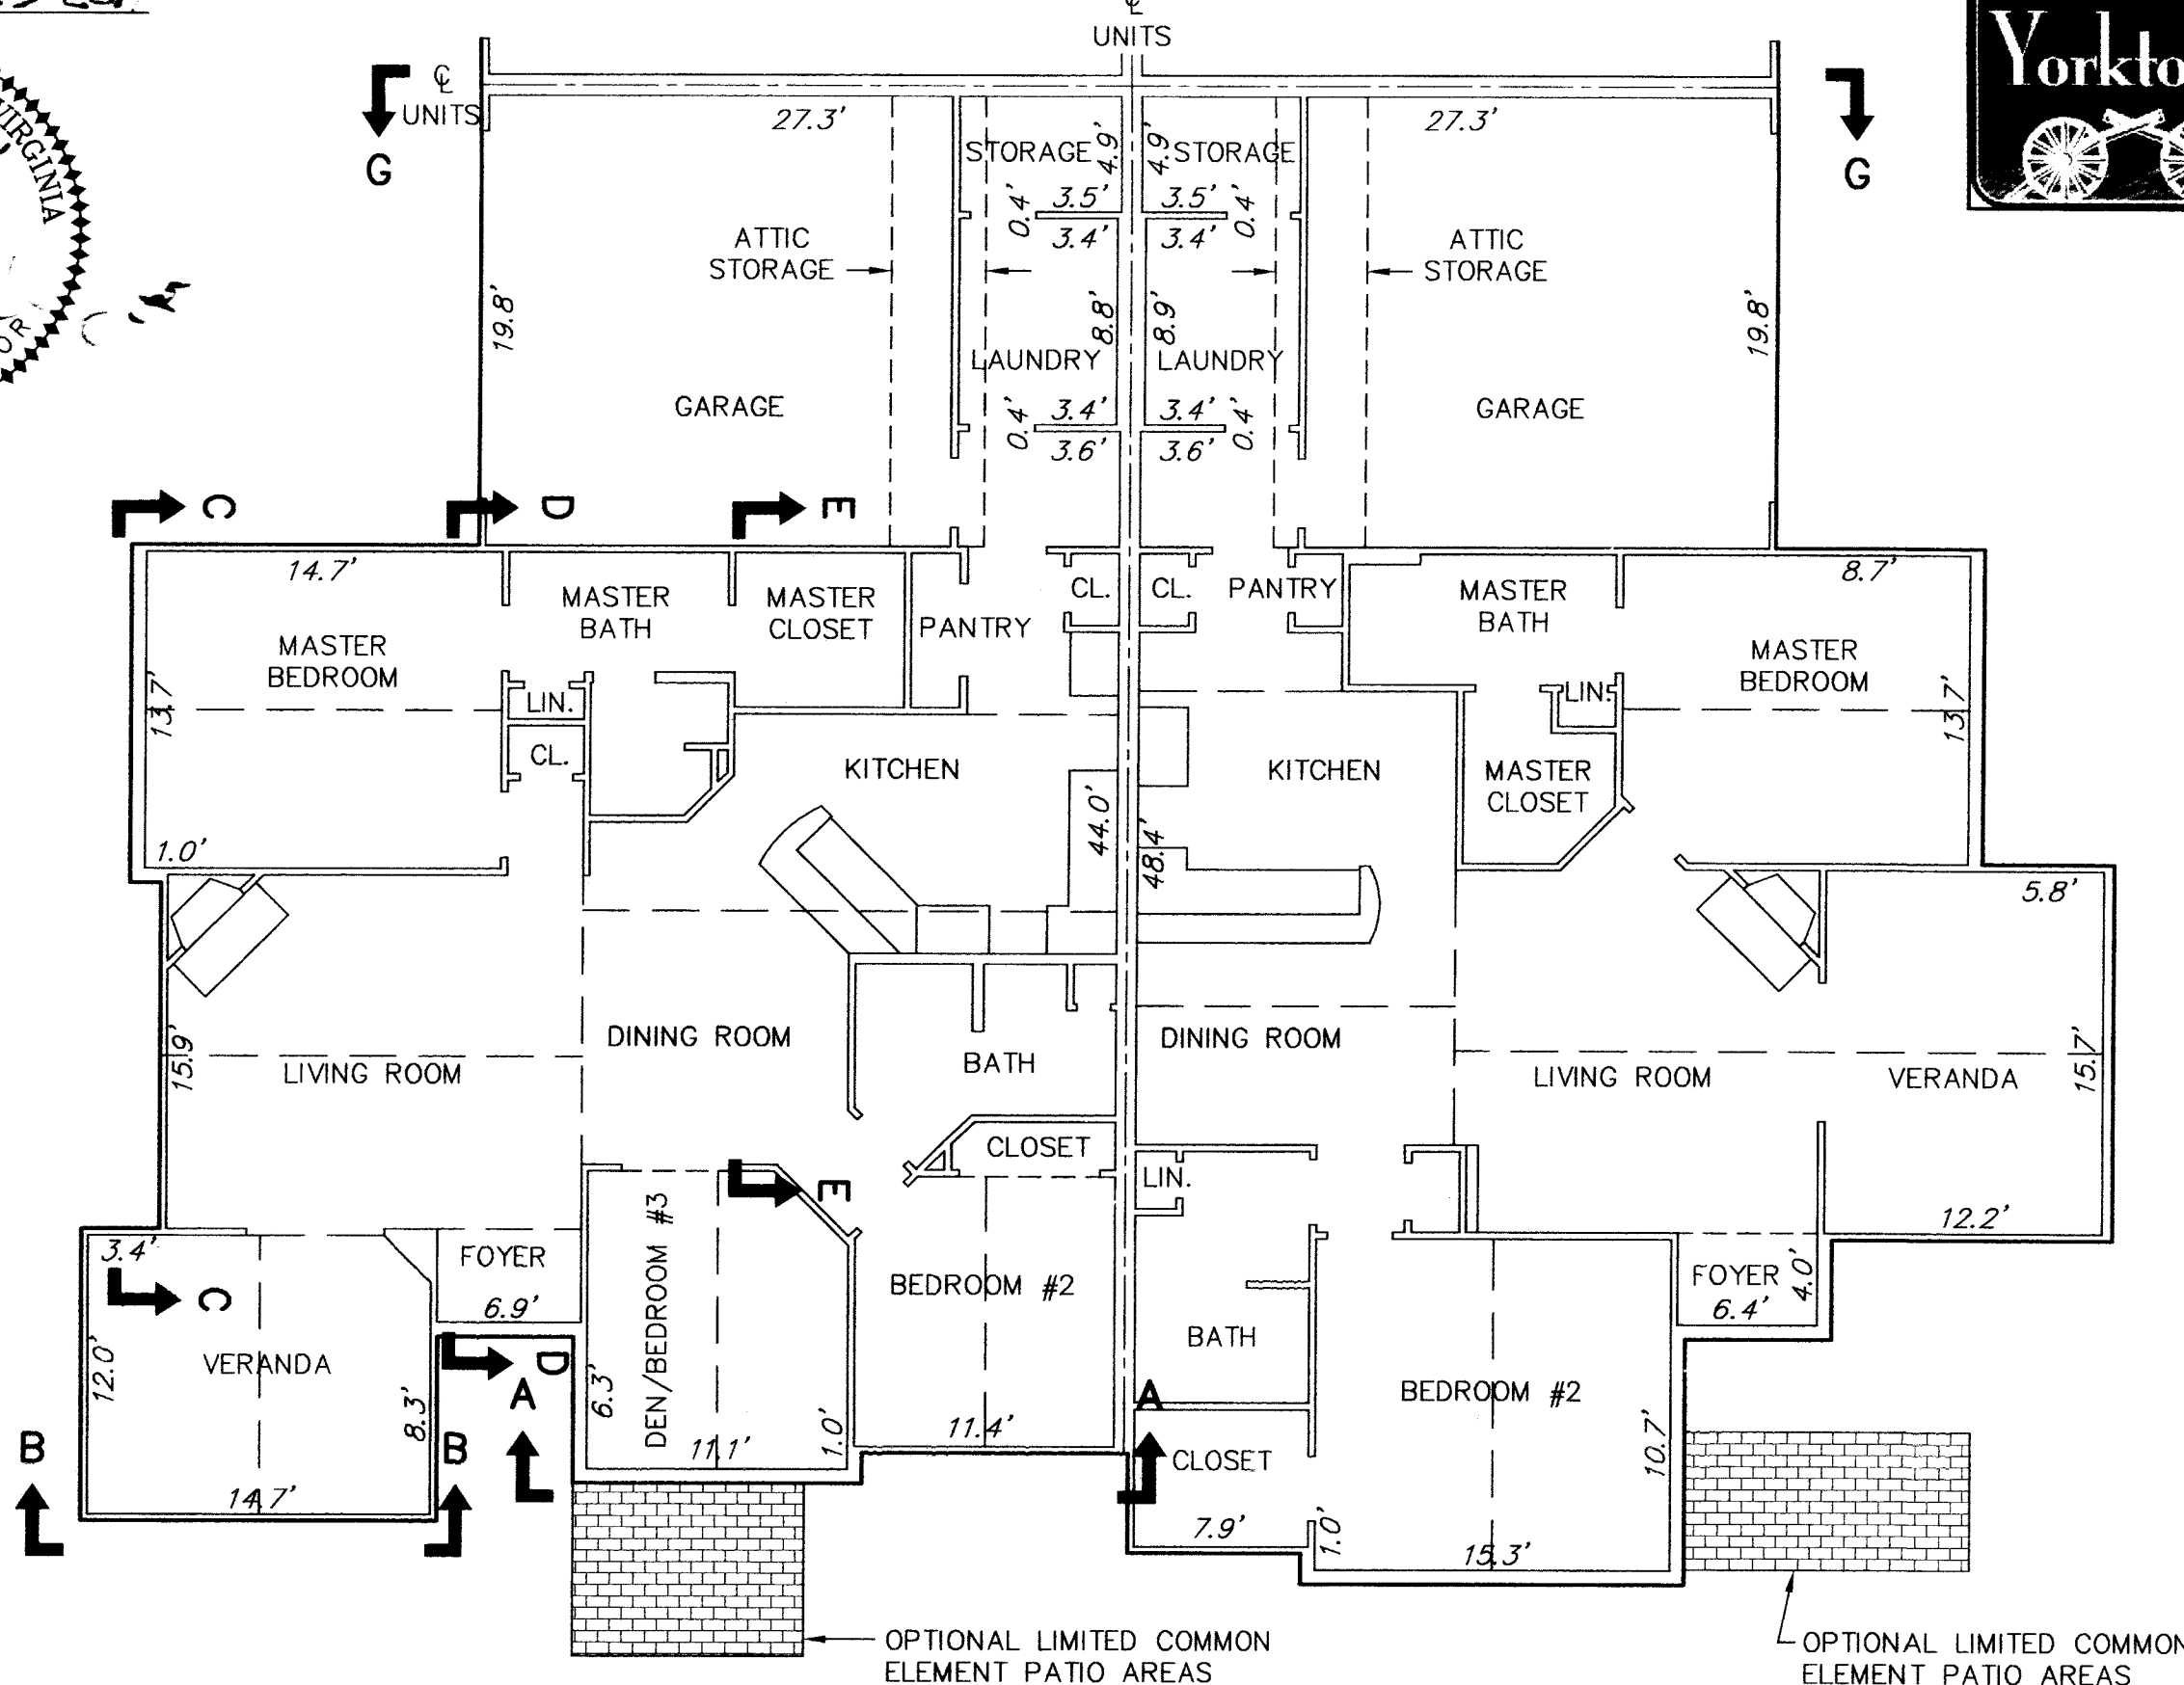 ℄
UNITS
Yorkto
℄
UNITS
VIRGINIA
OR
G
G
27.3'
27.3'
STORAGE
4.9'
4.9'
STORAGE
3.5'
3.5'
0.4'
0.4'
3.4'
3.4'
ATTIC
STORAGE
ATTIC
STORAGE
19.8'
8.8'
8.9'
19.8'
LAUNDRY
LAUNDRY
GARAGE
GARAGE
0.4'
3.4'
3.4'
0.4'
3.6'
3.6'
C
D
E
14.7'
8.7'
MASTER
BEDROOM
MASTER
BATH
MASTER
CLOSET
PANTRY
CL.
CL.
PANTRY
MASTER
BATH
MASTER
BEDROOM
13.7'
LIN.
LIN.
13.7'
CL.
KITCHEN
KITCHEN
MASTER
CLOSET
44.0'
48.4'
1.0'
5.8'
15.9'
LIVING ROOM
DINING ROOM
BATH
DINING ROOM
LIVING ROOM
VERANDA
15.7'
CLOSET
LIN.
E
DEN/BEDROOM #3
3.4'
FOYER
12.2'
C
6.9'
BEDROOM #2
FOYER
4.0'
6.4'
12.0'
VERANDA
8.3'
D
A
6.3'
BATH
A
BEDROOM #2
B
B
11.1'
1.0'
11.4'
CLOSET
10.7'
14.7'
7.9'
1.0'
15.3'
OPTIONAL LIMITED COMMON
ELEMENT PATIO AREAS
OPTIONAL LIMITED COMMON
ELEMENT PATIO AREAS